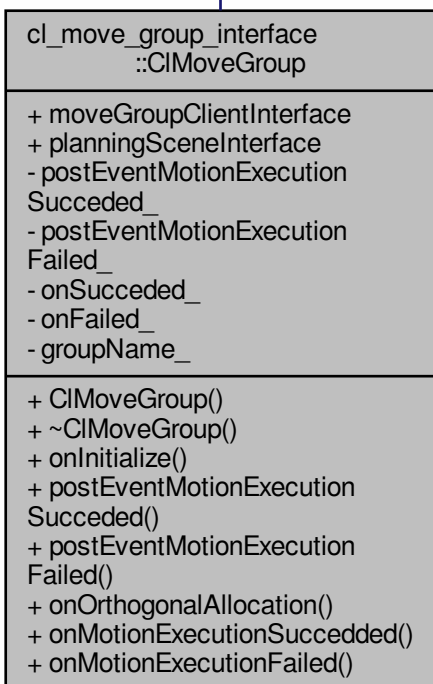 cl_move_group_interface
::ClMoveGroup
+ moveGroupClientInterface
+ planningSceneInterface
- postEventMotionExecution
Succeded_
- postEventMotionExecution
Failed_
- onSucceded_
- onFailed_
- groupName_
+ ClMoveGroup()
+ ~ClMoveGroup()
+ onInitialize()
+ postEventMotionExecution
Succeded()
+ postEventMotionExecution
Failed()
+ onOrthogonalAllocation()
+ onMotionExecutionSuccedded()
+ onMotionExecutionFailed()